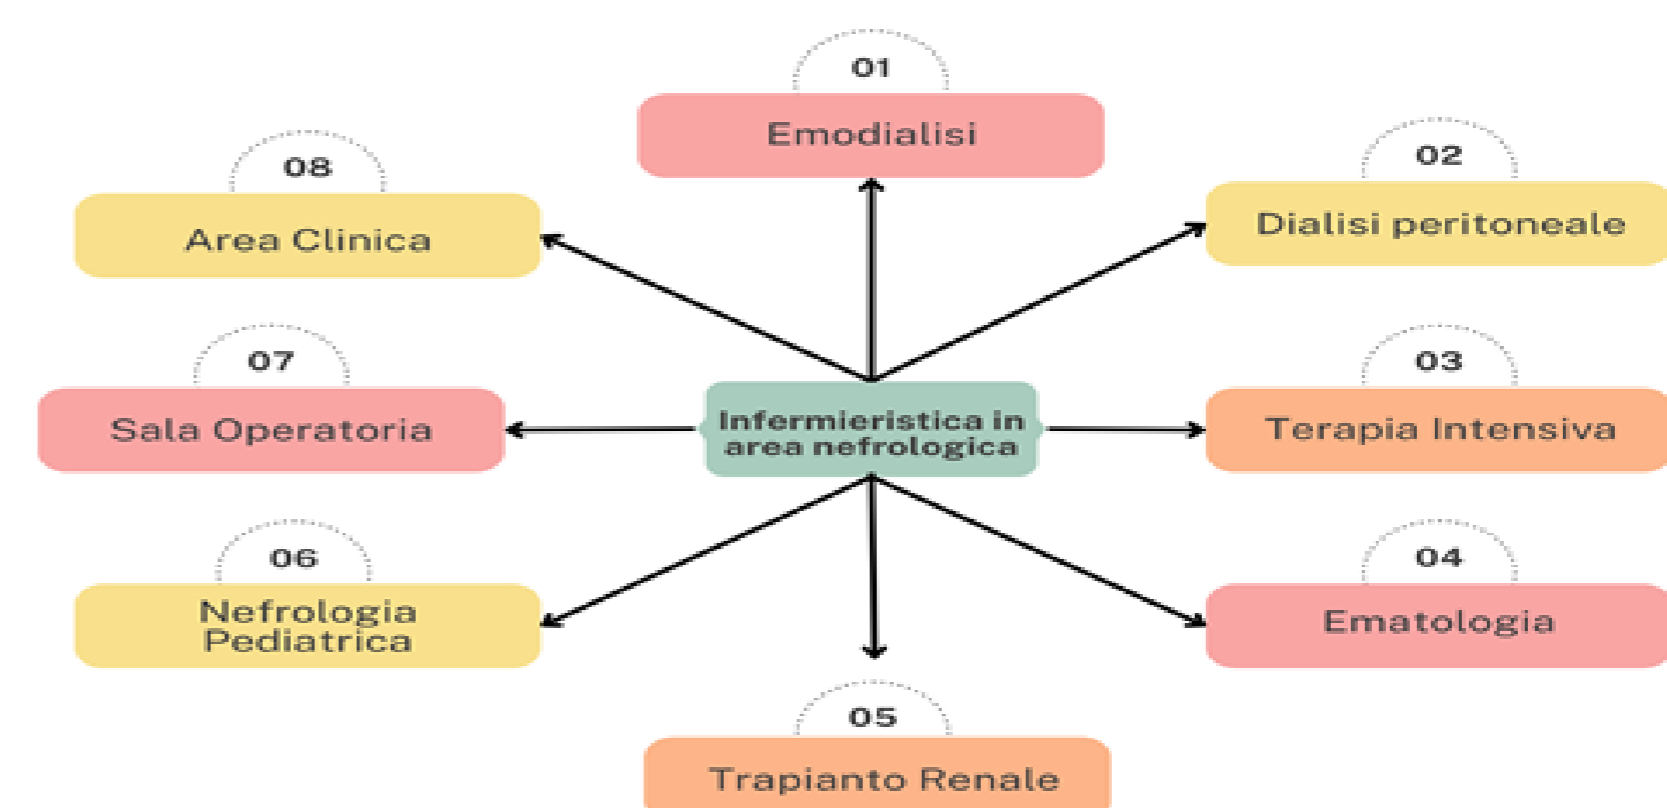 01
Emodialisi
02
Dialisi peritoneale
03
Terapia Intensiva
04
Ematologia
05
Trapianto Renale
06
Nefrologia
Pediatrica
07
Sala Operatoria
08
Area Clinica
Infermieristica in
area nefrologica